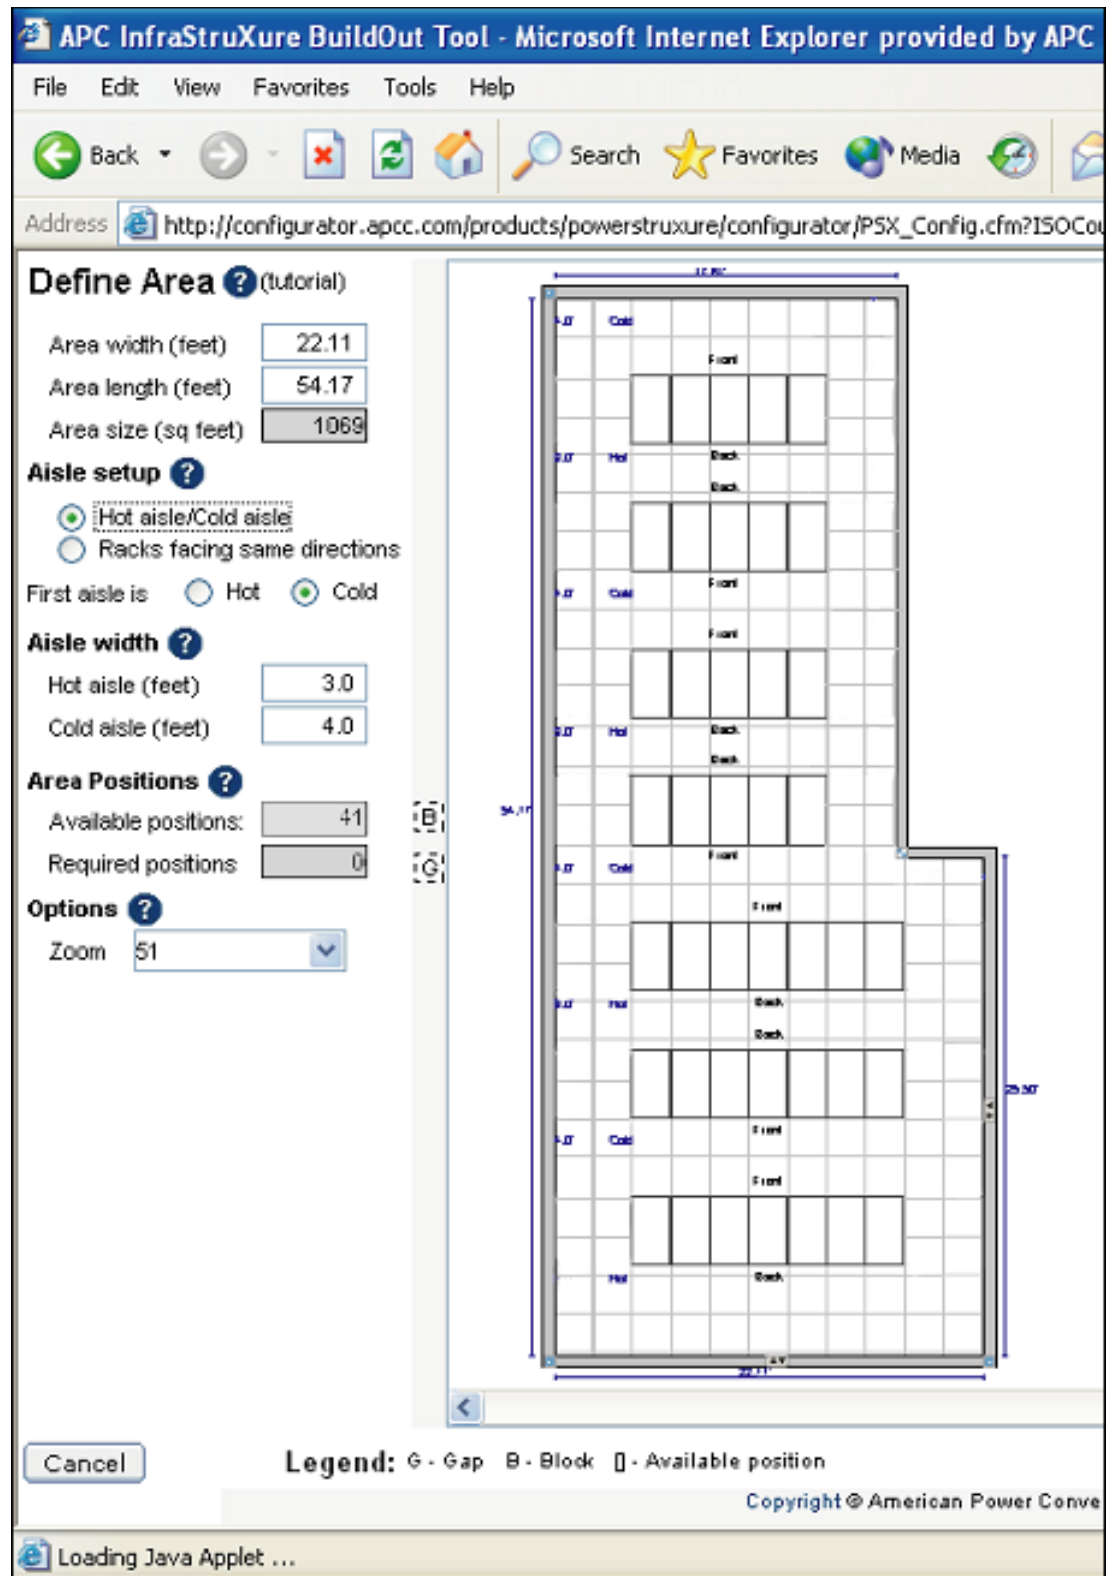 APC InfraStruXure BuildOut Tool - Microsoft Internet Explorer provided by APC
File Edit View Favorites Tools Help
Back Search Favorites Media
Address http://configurator.apcc.com/products/powerstruxure/configurator/PSX_Config.cfm?ISOCou
Define Area ? (tutorial)
Area width (feet) 22.11
Area length (feet) 54.17
Area size (sq feet) 1069
Aisle setup ?
Hot aisle/Cold aisle
Racks facing same directions
First aisle is Hot Cold
Aisle width ?
Hot aisle (feet) 3.0
Cold aisle (feet) 4.0
Area Positions ?
Available positions: 41
Required positions 0
Options ?
Zoom 51
B
G
Cold
Front
Hot Back
Back
Front
Cold
Front
Hot Back
Back
Front
Cold
Front
Hot Back
Back
Front
Cold
Front
Hot Back
22.11'
Cancel
Legend: G - Gap B - Block [] - Available position
Copyright © American Power Conve
Loading Java Applet ...